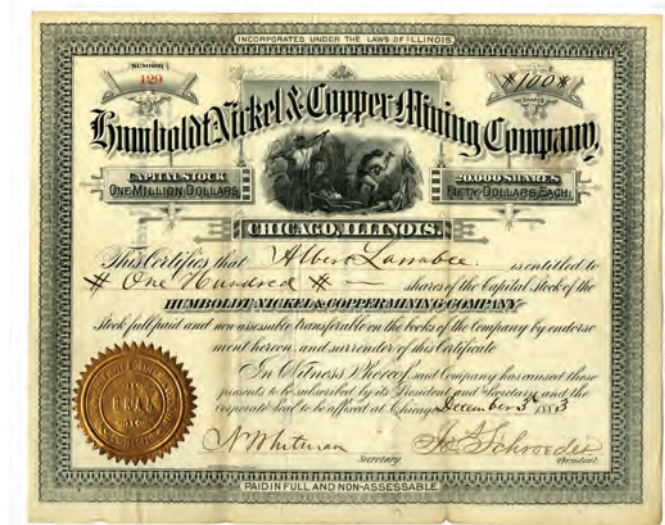 INCORPORATED UNDER THE LAWS OF ILLINOIS
NUMBER
129
*100*
SHARES
Humboldt Nickel & Copper Mining Company,
CAPITAL STOCK
ONE MILLION DOLLARS
20,000 SHARES
FIFTY DOLLARS EACH
CHICAGO, ILLINOIS.
This Certifies that Albert Larrabee. is entitled to
# One Hundred # — shares of the Capital Stock of the
HUMBOLDT NICKEL & COPPER MINING COMPANY
Stock full paid and non assessable transferable on the books of the Company by endorse
ment hereon, and surrender of this Certificate
In Witness Whereof, said Company has caused these
presents to be subscribed by its President and Secretary and the
corporate Seal to be affixed at Chicago December 3d 1883
SEAL
N Whitman
Secretary
Schroeder
President
PAID IN FULL AND NON-ASSESSABLE